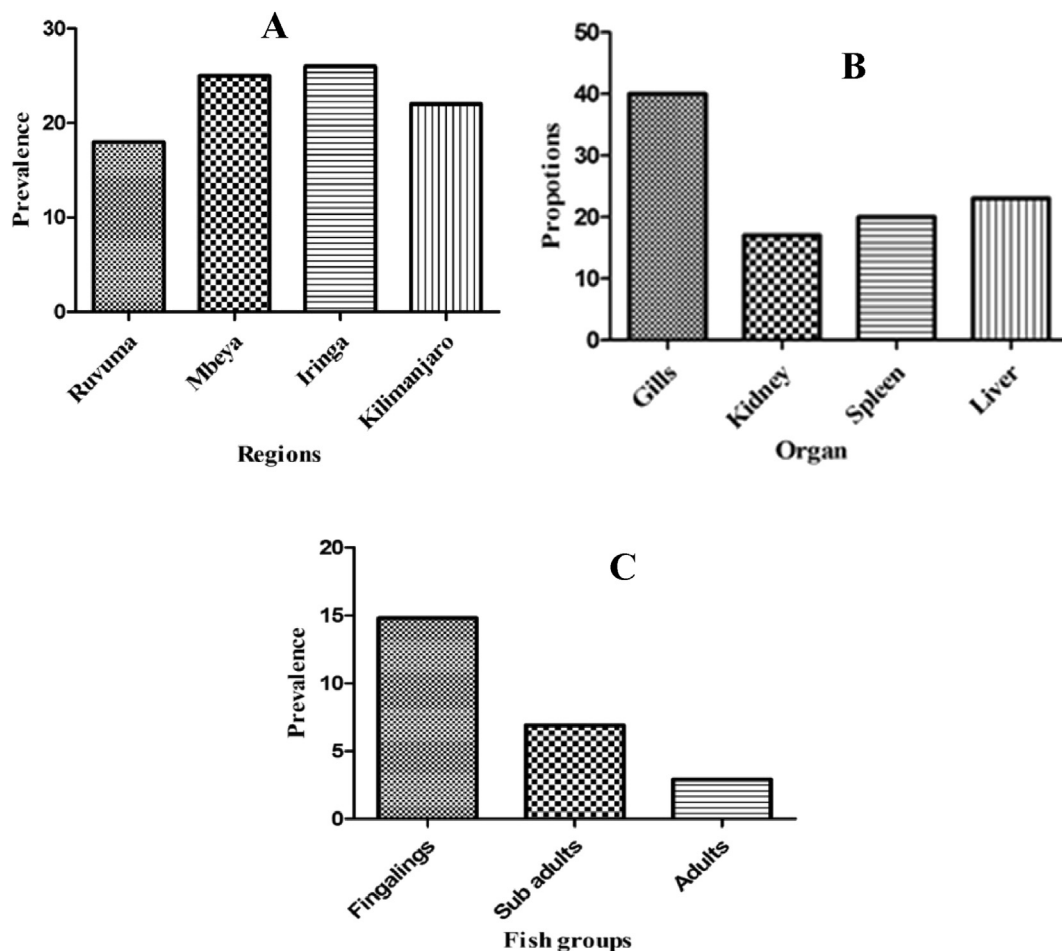 A
30
20
10
0
Prevalence
Ruvuma
Mbeya
Iringa
Kilimanjaro
Regions
B
50
40
30
20
10
0
Propotions
Gills
Kidney
Spleen
Liver
Organ
C
20
15
10
5
0
Prevalence
Fingalings
Sub adults
Adults
Fish groups